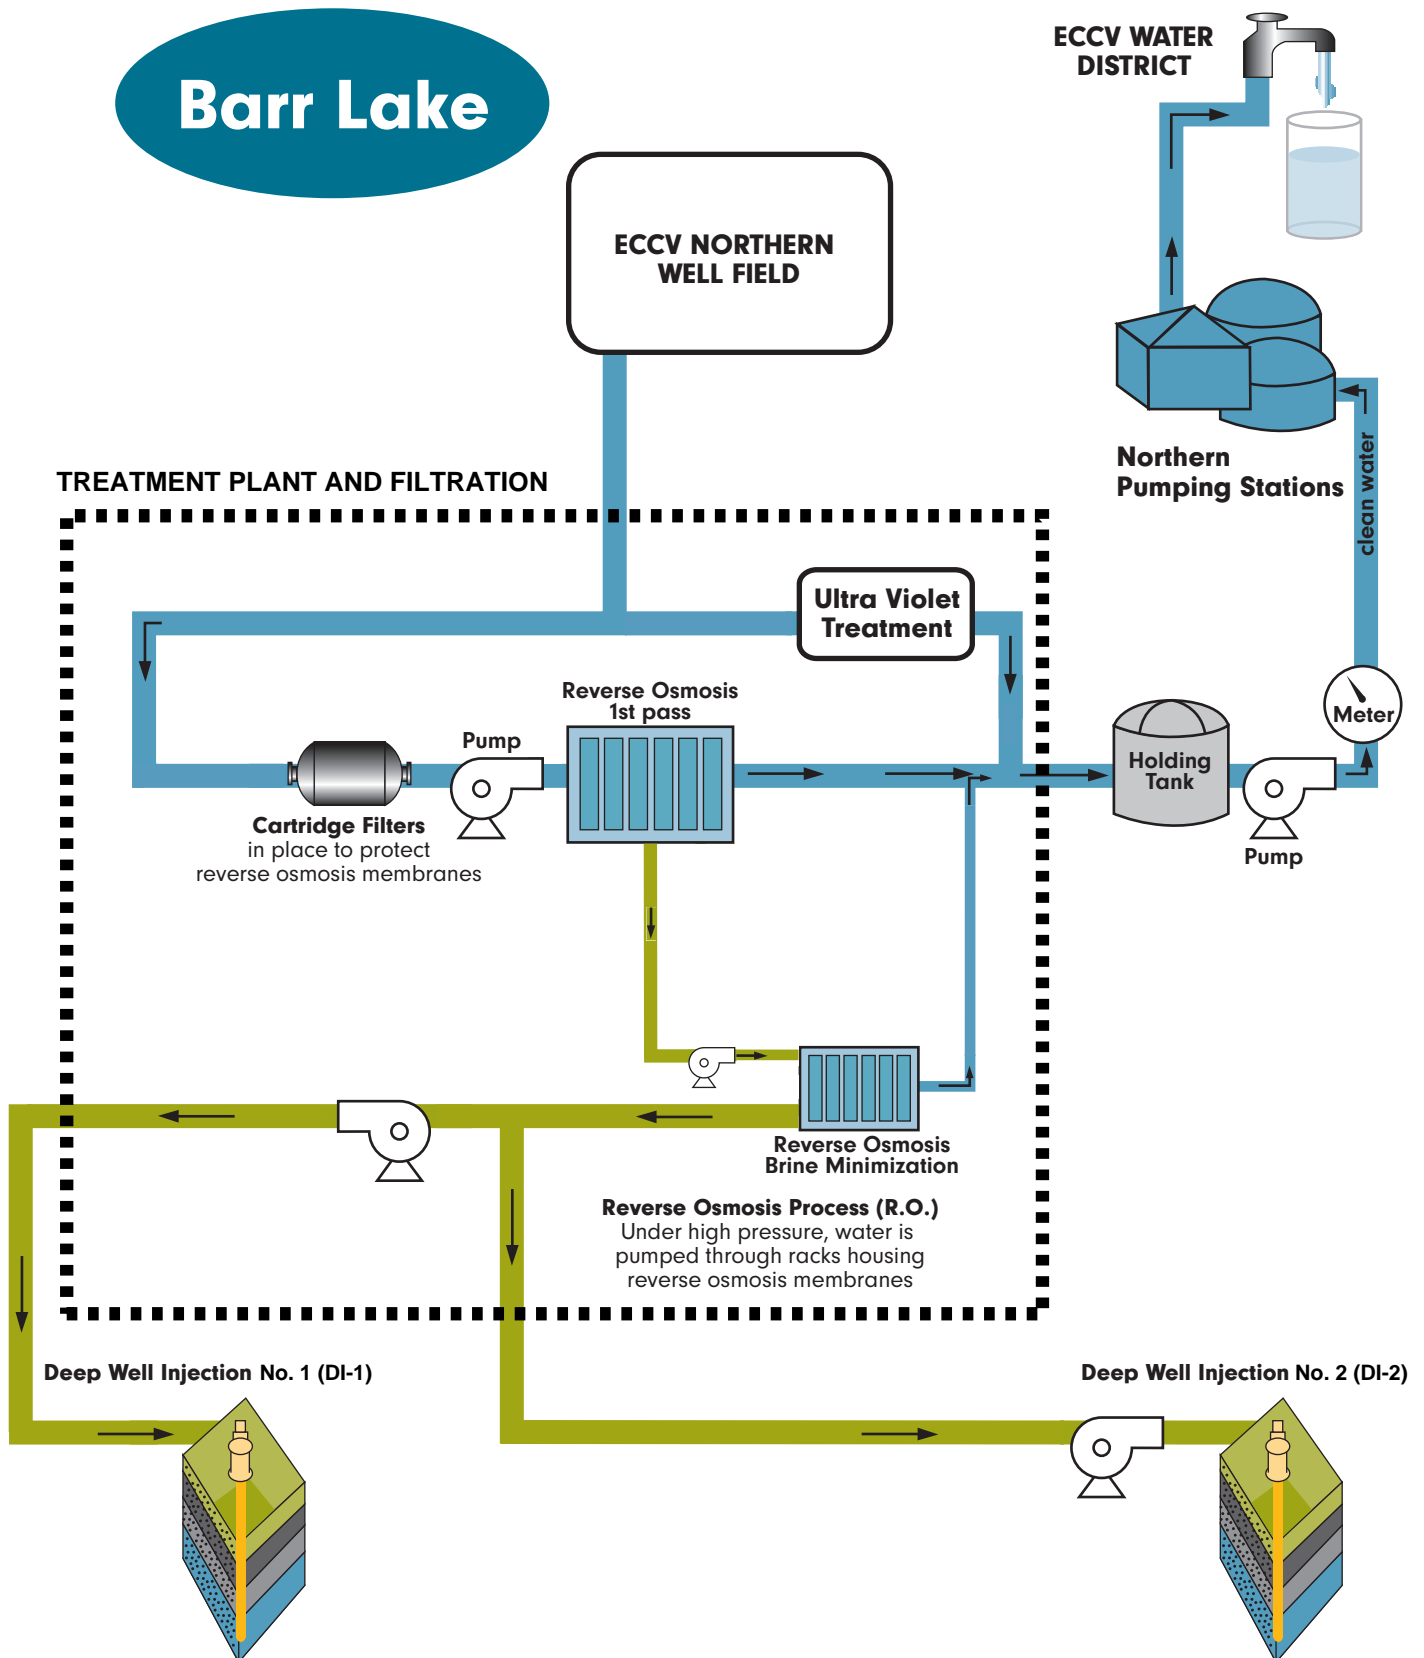 Barr Lake
ECCV WATER
DISTRICT
ECCV NORTHERN
WELL FIELD
Northern
Pumping Stations
clean water
TREATMENT PLANT AND FILTRATION
Ultra Violet
Treatment
Reverse Osmosis
1st pass
Pump
Meter
Holding
Tank
Cartridge Filters
in place to protect
reverse osmosis membranes
Pump
Reverse Osmosis
Brine Minimization
Reverse Osmosis Process (R.O.)
Under high pressure, water is
pumped through racks housing
reverse osmosis membranes
Deep Well Injection No. 1 (DI-1)
Deep Well Injection No. 2 (DI-2)